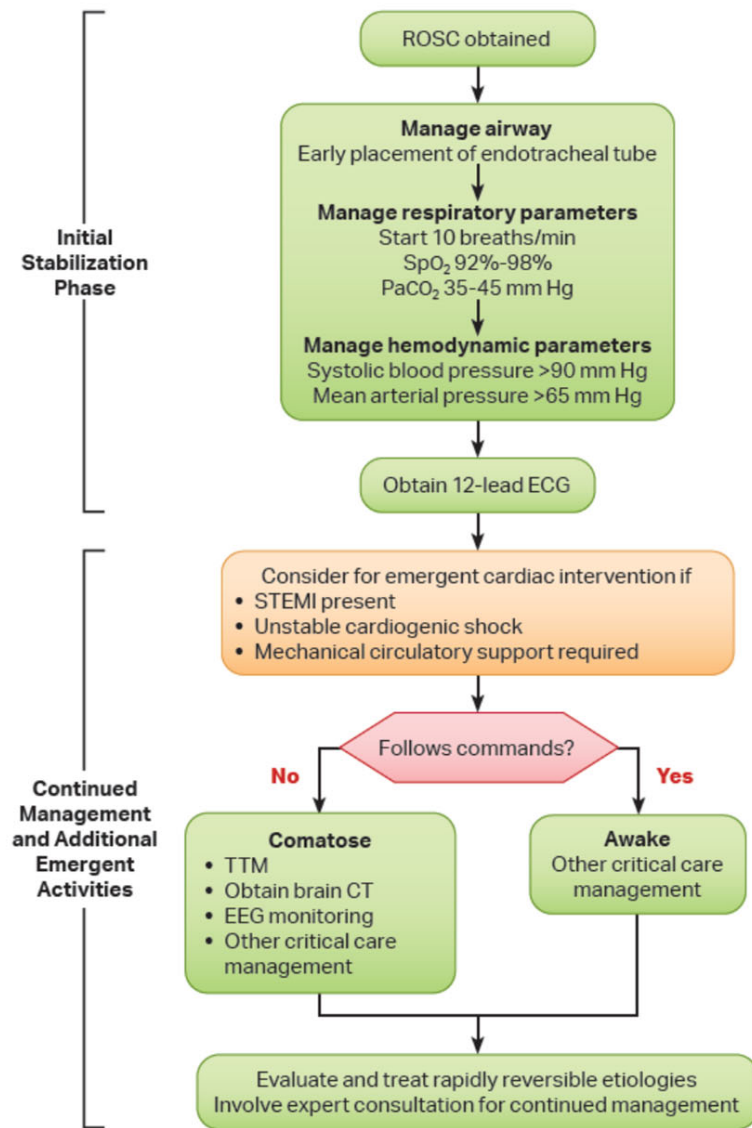 ROSC obtained
Initial
Stabilization
Phase
Manage airway
Early placement of endotracheal tube
Manage respiratory parameters
Start 10 breaths/min
SpO₂ 92%-98%
PaCO₂ 35-45 mm Hg
Manage hemodynamic parameters
Systolic blood pressure >90 mm Hg
Mean arterial pressure >65 mm Hg
Obtain 12-lead ECG
Continued
Management
and Additional
Emergent
Activities
Consider for emergent cardiac intervention if
• STEMI present
• Unstable cardiogenic shock
• Mechanical circulatory support required
Follows commands?
No
Yes
Comatose
• TTM
• Obtain brain CT
• EEG monitoring
• Other critical care
management
Awake
Other critical care
management
Evaluate and treat rapidly reversible etiologies
Involve expert consultation for continued management